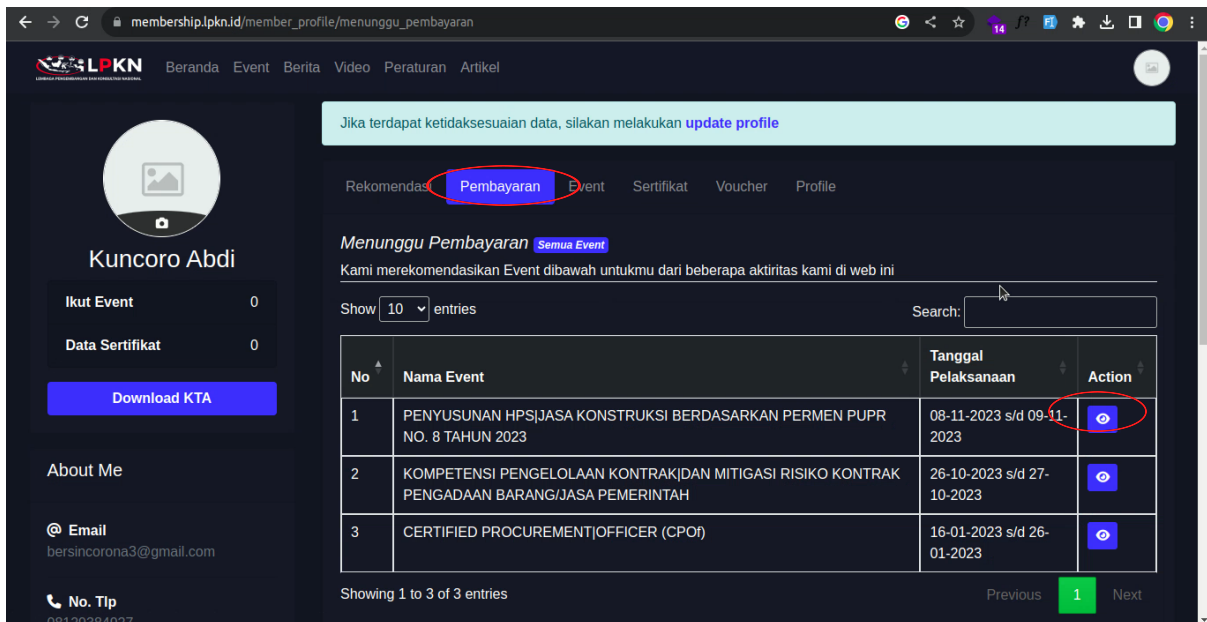 membership.lpkn.id/member_profile/menunggu_pembayaran
14
LPKN
Beranda Event Berita Video Peraturan Artikel
Jika terdapat ketidaksesuaian data, silakan melakukan update profile
Rekomendasi Pembayaran Event Sertifikat Voucher Profile
Kuncoro Abdi
Ikut Event 0
Data Sertifikat 0
Download KTA
About Me
Email
bersincorona3@gmail.com
No. Tlp
Menunggu Pembayaran Semua Event
Kami merekomendasikan Event dibawah untukmu dari beberapa aktiritas kami di web ini
Show 10 entries
Search:
No Nama Event Tanggal Pelaksanaan Action
1 PENYUSUNAN HPS|JASA KONSTRUKSI BERDASARKAN PERMEN PUPR 08-11-2023 s/d 09-11-
NO. 8 TAHUN 2023 2023
2 KOMPETENSI PENGELOLAAN KONTRAK|DAN MITIGASI RISIKO KONTRAK 26-10-2023 s/d 27-
PENGADAAN BARANG/JASA PEMERINTAH 10-2023
3 CERTIFIED PROCUREMENT|OFFICER (CPOf) 16-01-2023 s/d 26-
01-2023
Showing 1 to 3 of 3 entries
Previous 1 Next